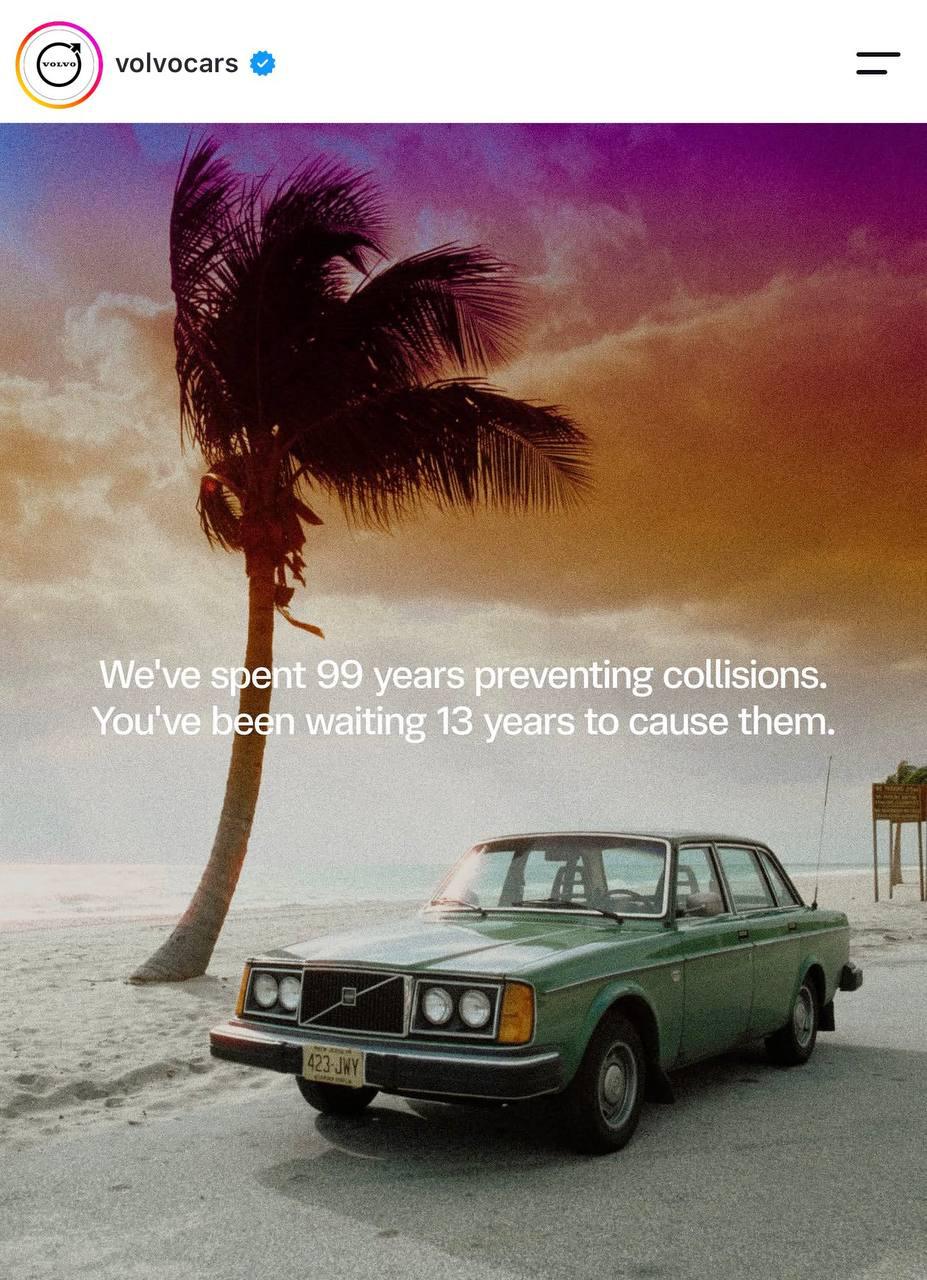 VOLVO
volvocars
We've spent 99 years preventing collisions.
You've been waiting 13 years to cause them.
423-JWY